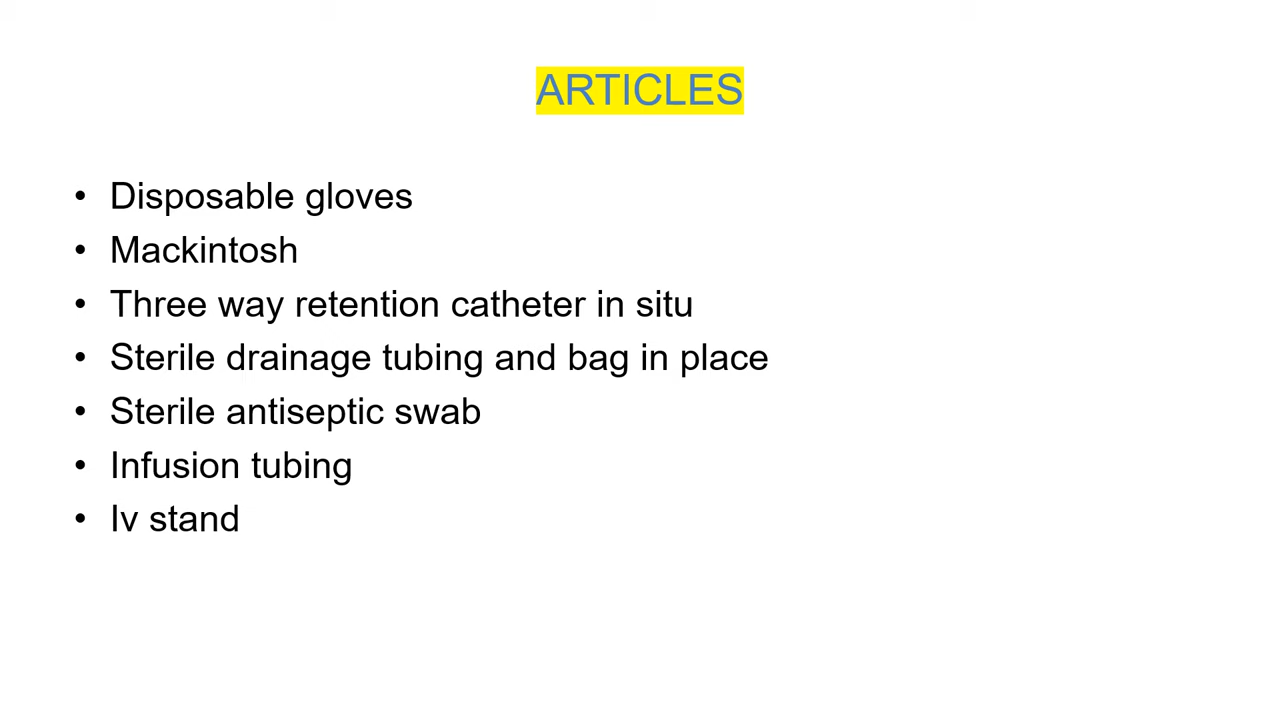 ARTICLES
• Disposable gloves
• Mackintosh
• Three way retention catheter in situ
• Sterile drainage tubing and bag in place
• Sterile antiseptic swab
• Infusion tubing
• Iv stand